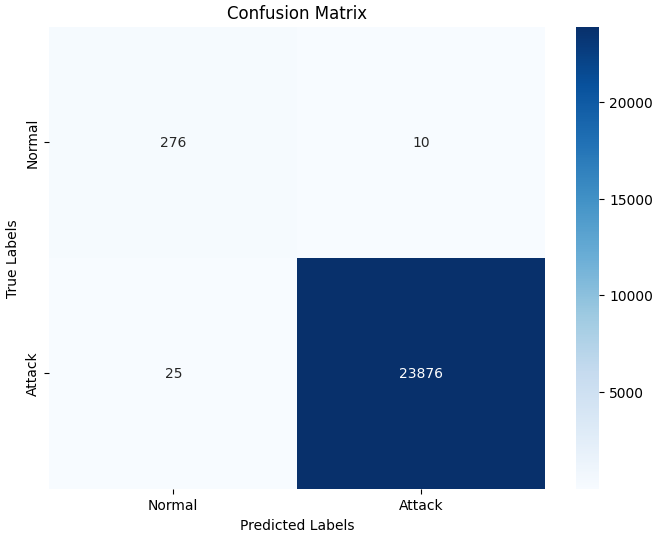 Confusion Matrix
Normal
276
10
20000
15000
True Labels
10000
Attack
25
23876
5000
Normal
Attack
Predicted Labels